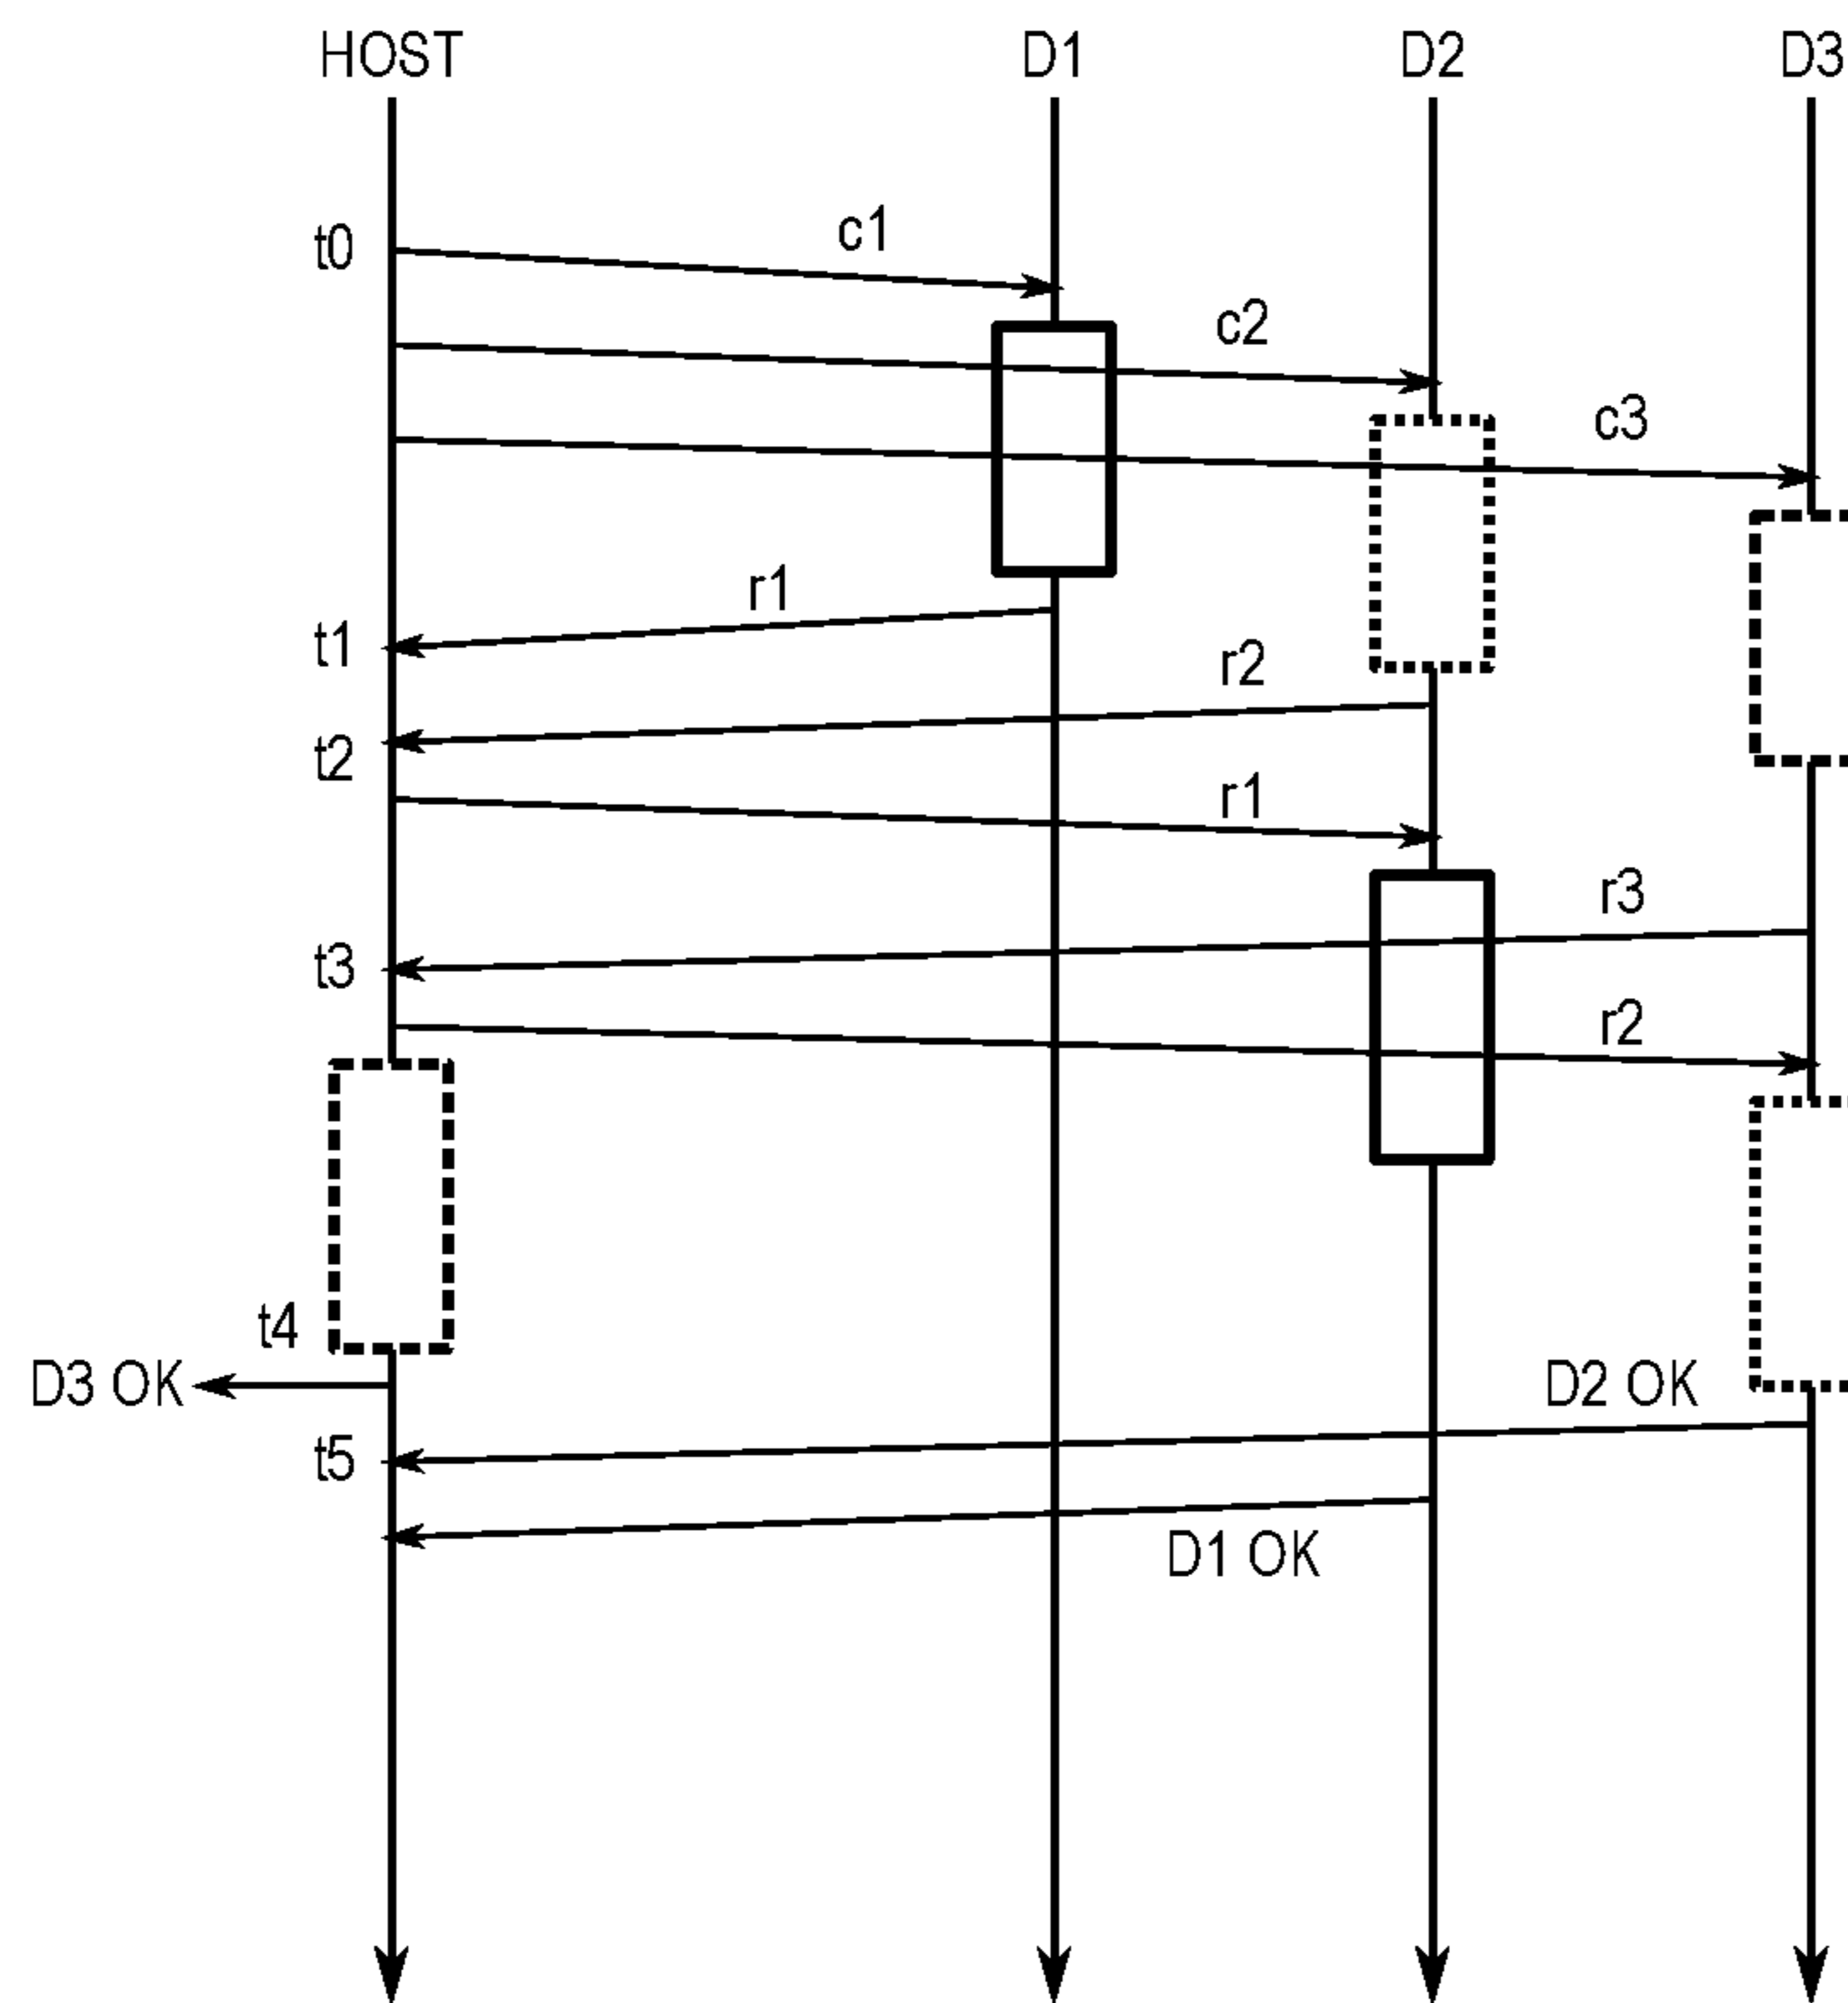 HOST D1 D2 D3
t0
c1
c2
c3
r1
t1
r2
t2
r1
r3
t3
r2
t4
D3 OK
D2 OK
t5
D1 OK